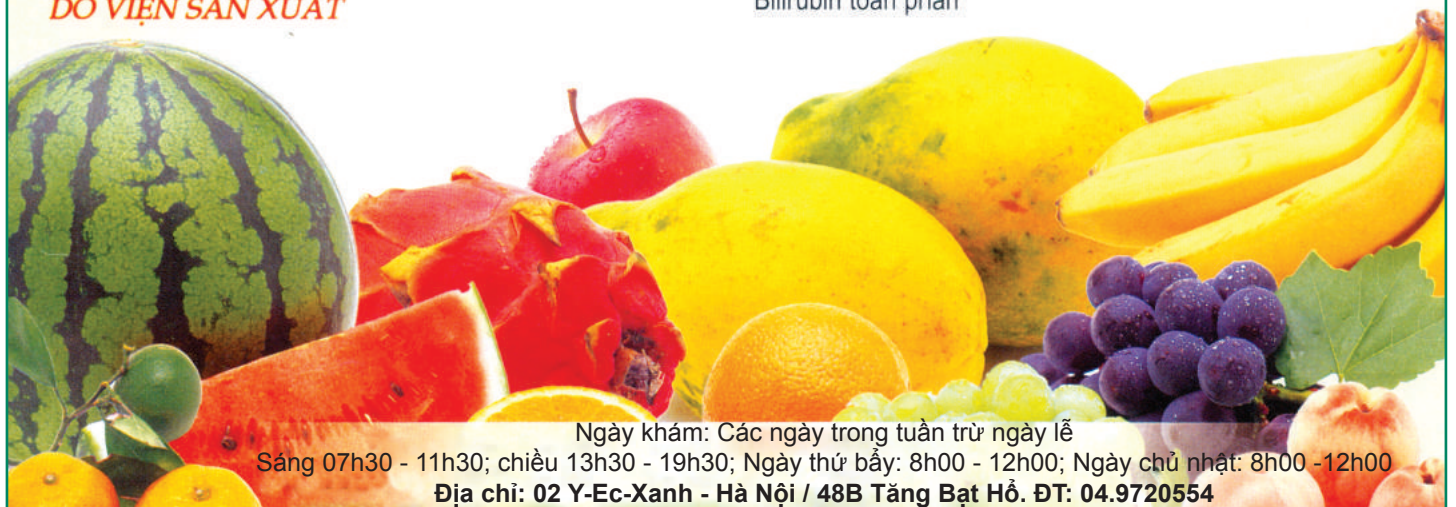 DO VIỆN SẢN XUẤT
Bilirubin toàn phần
Ngày khám: Các ngày trong tuần trừ ngày lễ
Sáng 07h30 - 11h30; chiều 13h30 - 19h30; Ngày thứ bẩy: 8h00 - 12h00; Ngày chủ nhật: 8h00 -12h00
Địa chỉ: 02 Y-Ec-Xanh - Hà Nội / 48B Tăng Bạt Hổ. ĐT: 04.9720554